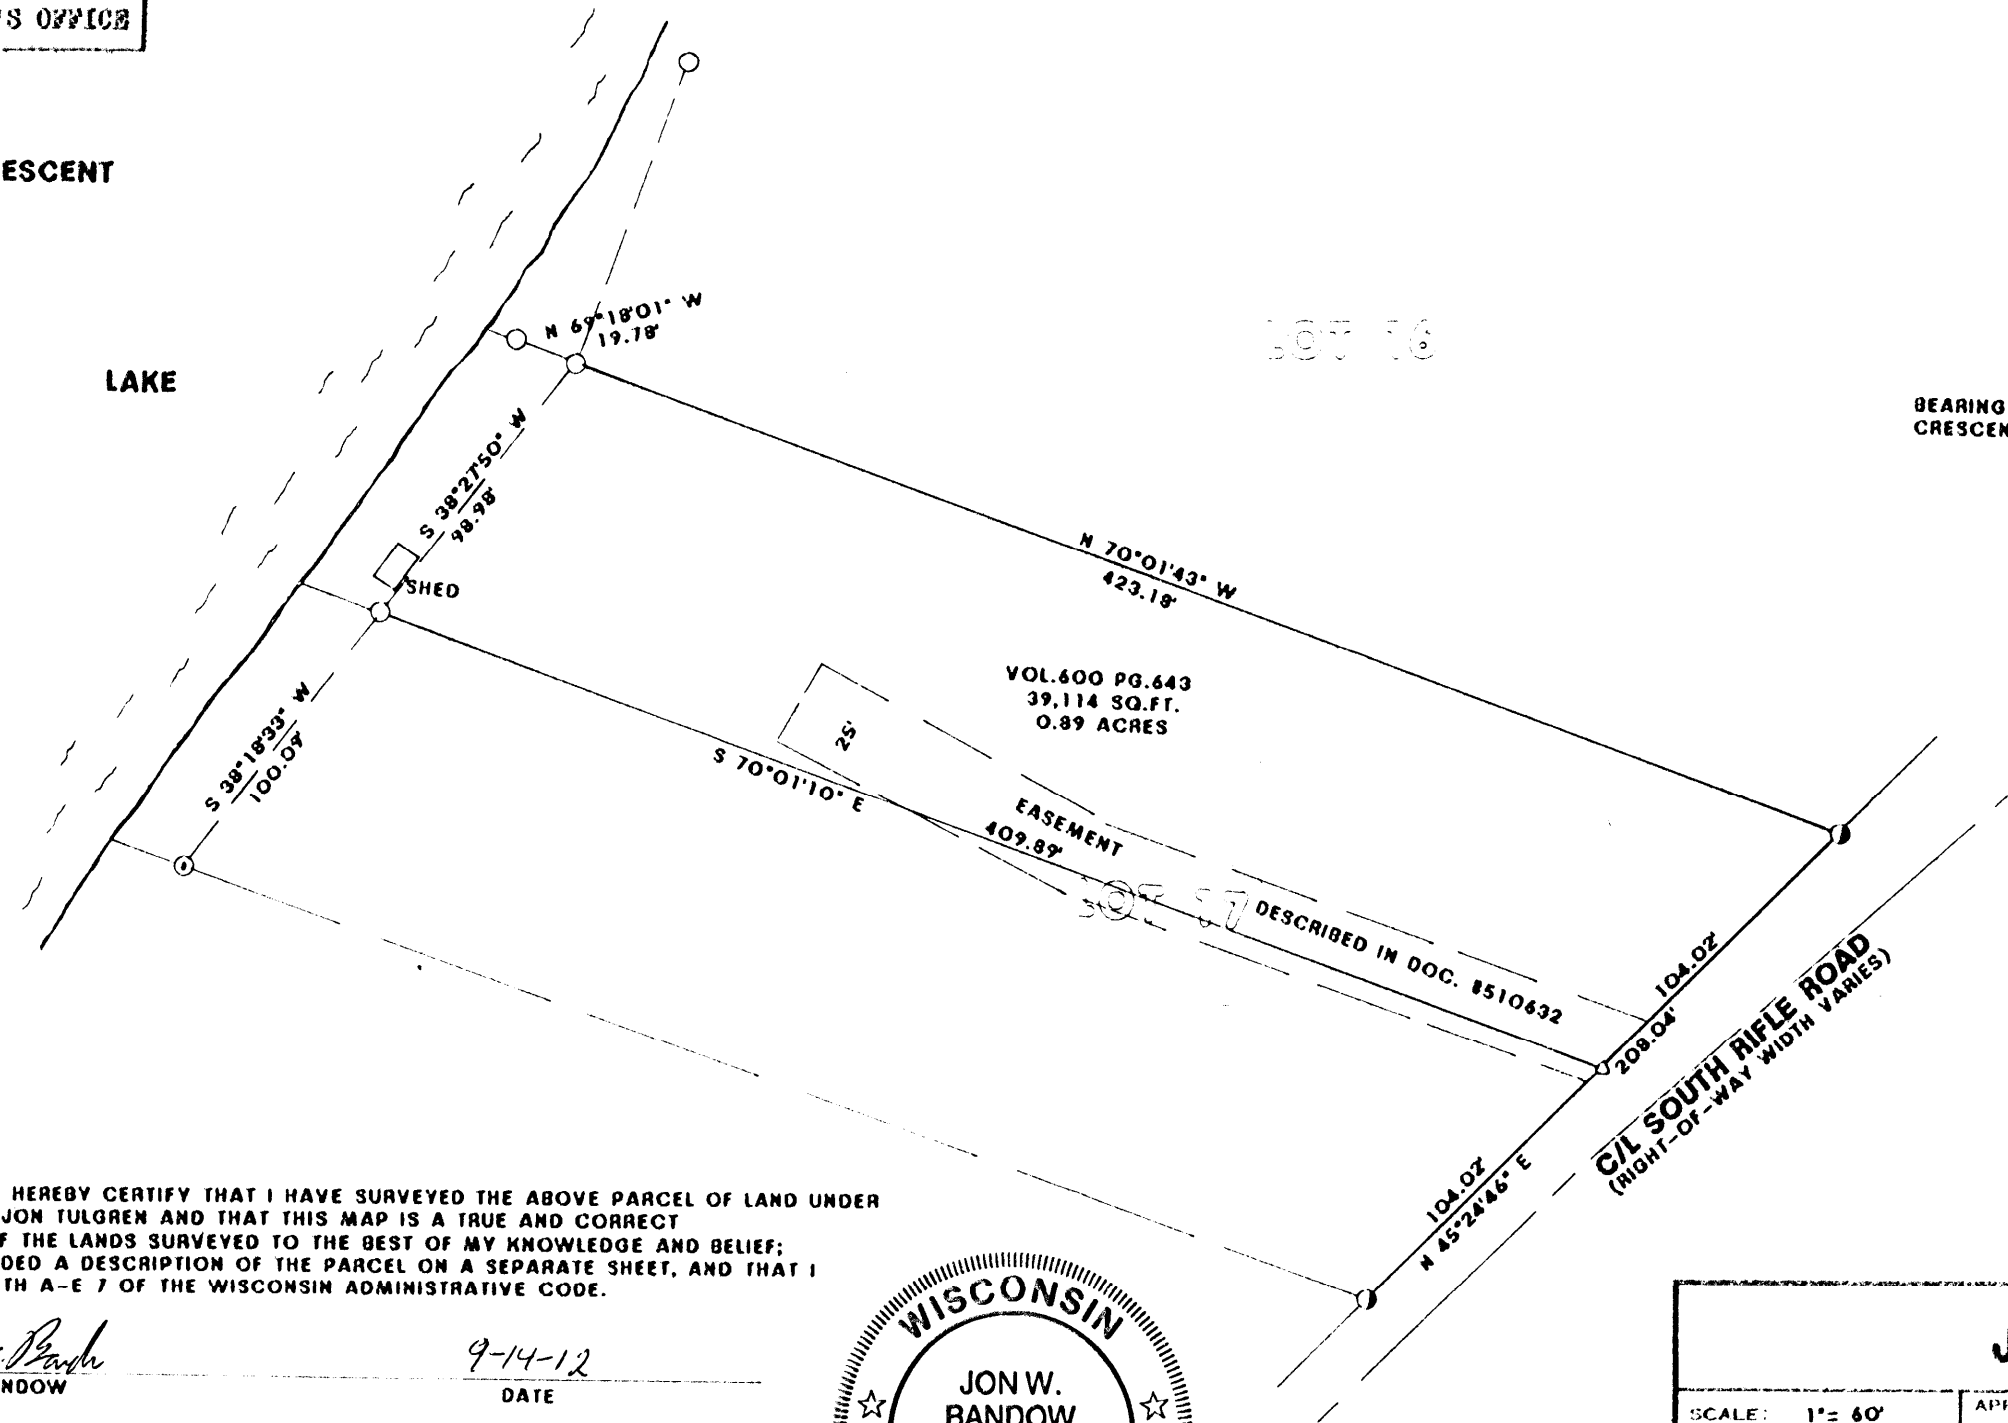 'S OFFICE
ESCENT
LAKE
N 69°18'01" W
19.78'
LOT 16
BEARING
CRESCEN
S 38°27'50" W
98.98'
SHED
N 70°01'43" W
423.18'
VOL.600 PG.643
39,114 SQ.FT.
0.89 ACRES
25'
S 38°18'33" W
100.09'
S 70°01'10" E
409.89'
EASEMENT
LOT 17
DESCRIBED IN DOC. #510632
104.02'
208.04'
C/L SOUTH RIFLE ROAD
(RIGHT-OF-WAY WIDTH VARIES)
104.02'
N 45°24'46" E
HEREBY CERTIFY THAT I HAVE SURVEYED THE ABOVE PARCEL OF LAND UNDER
JON TULGREN AND THAT THIS MAP IS A TRUE AND CORRECT
F THE LANDS SURVEYED TO THE BEST OF MY KNOWLEDGE AND BELIEF;
DED A DESCRIPTION OF THE PARCEL ON A SEPARATE SHEET, AND THAT I
TH A-E 7 OF THE WISCONSIN ADMINISTRATIVE CODE.
9-14-12
NDOW
DATE
WISCONSIN
JON W.
BANDOW
SCALE: 1"= 60'
APP